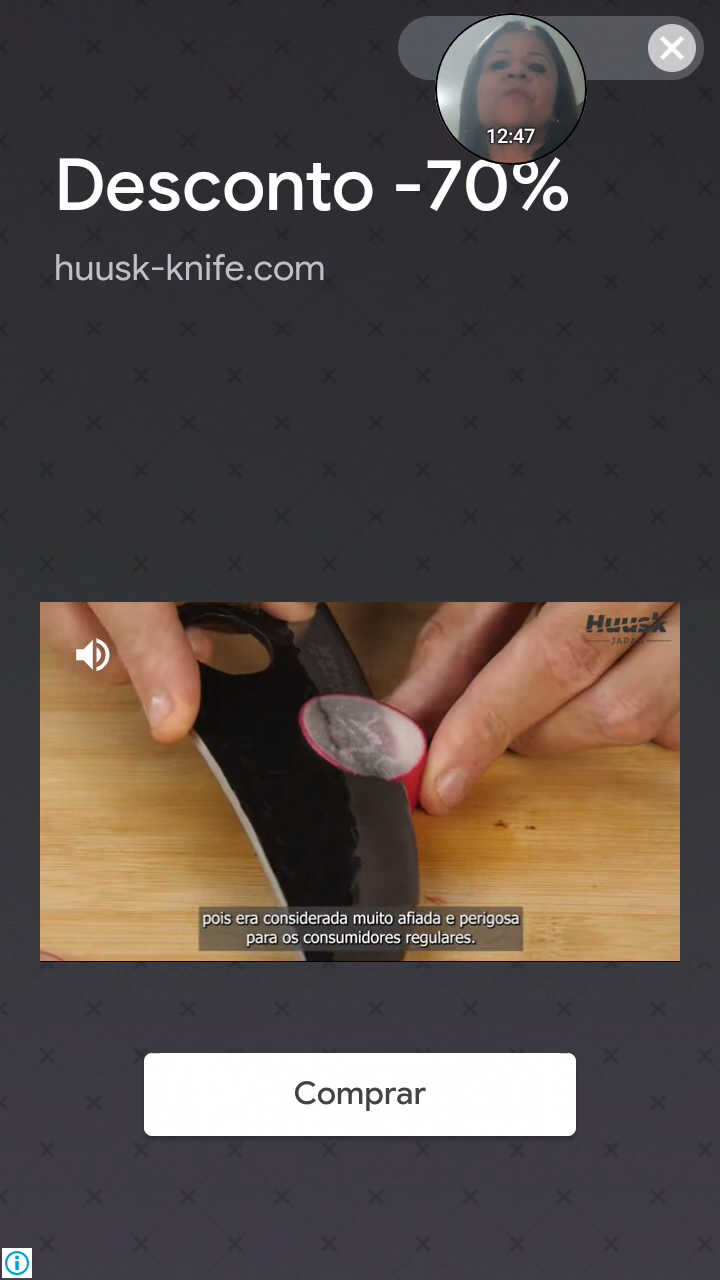 12:47
Desconto -70%
huusk-knife.com
Huusk
JAPAN
pois era considerada muito afiada e perigosa
para os consumidores regulares.
Comprar